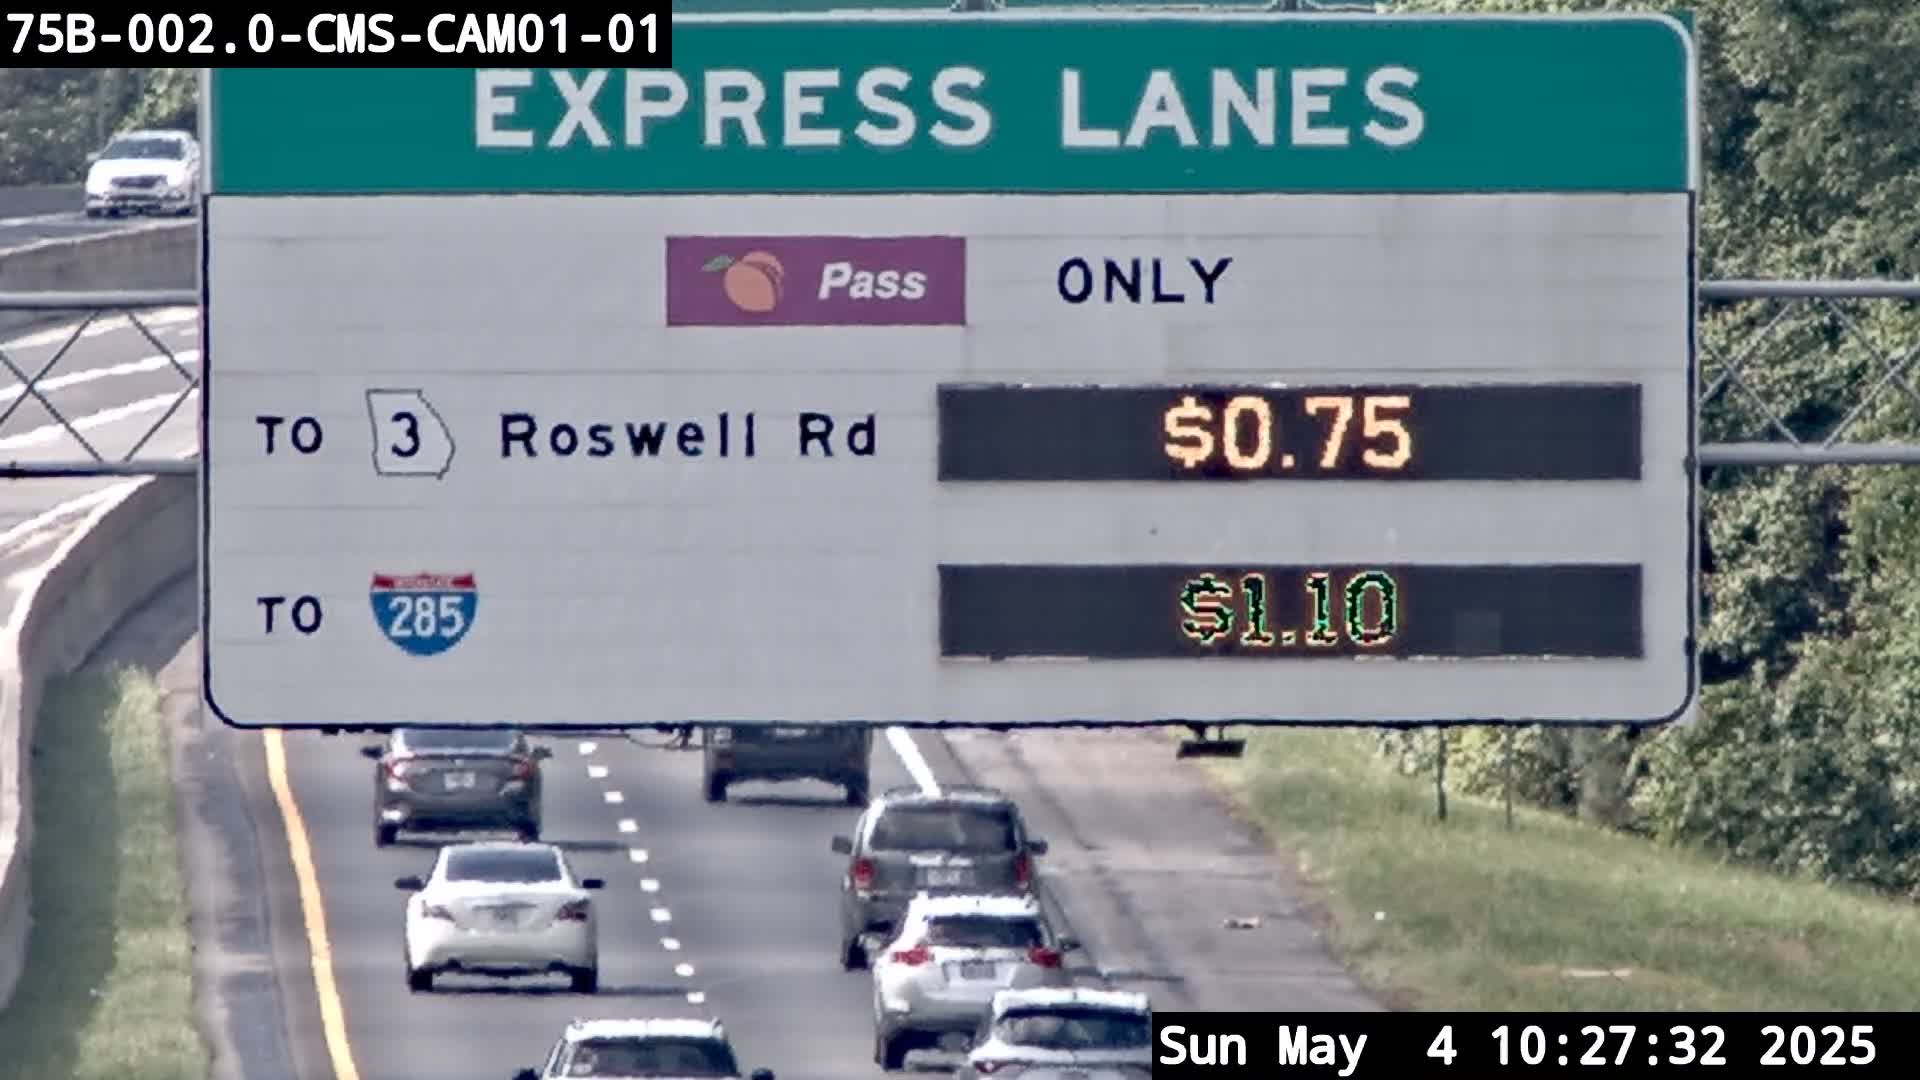 75B-002.0-CMS-CAM01-01
EXPRESS LANES
Pass ONLY
TO 3 Roswell Rd $0.75
TO 285 $1.10
Sun May 4 10:27:32 2025